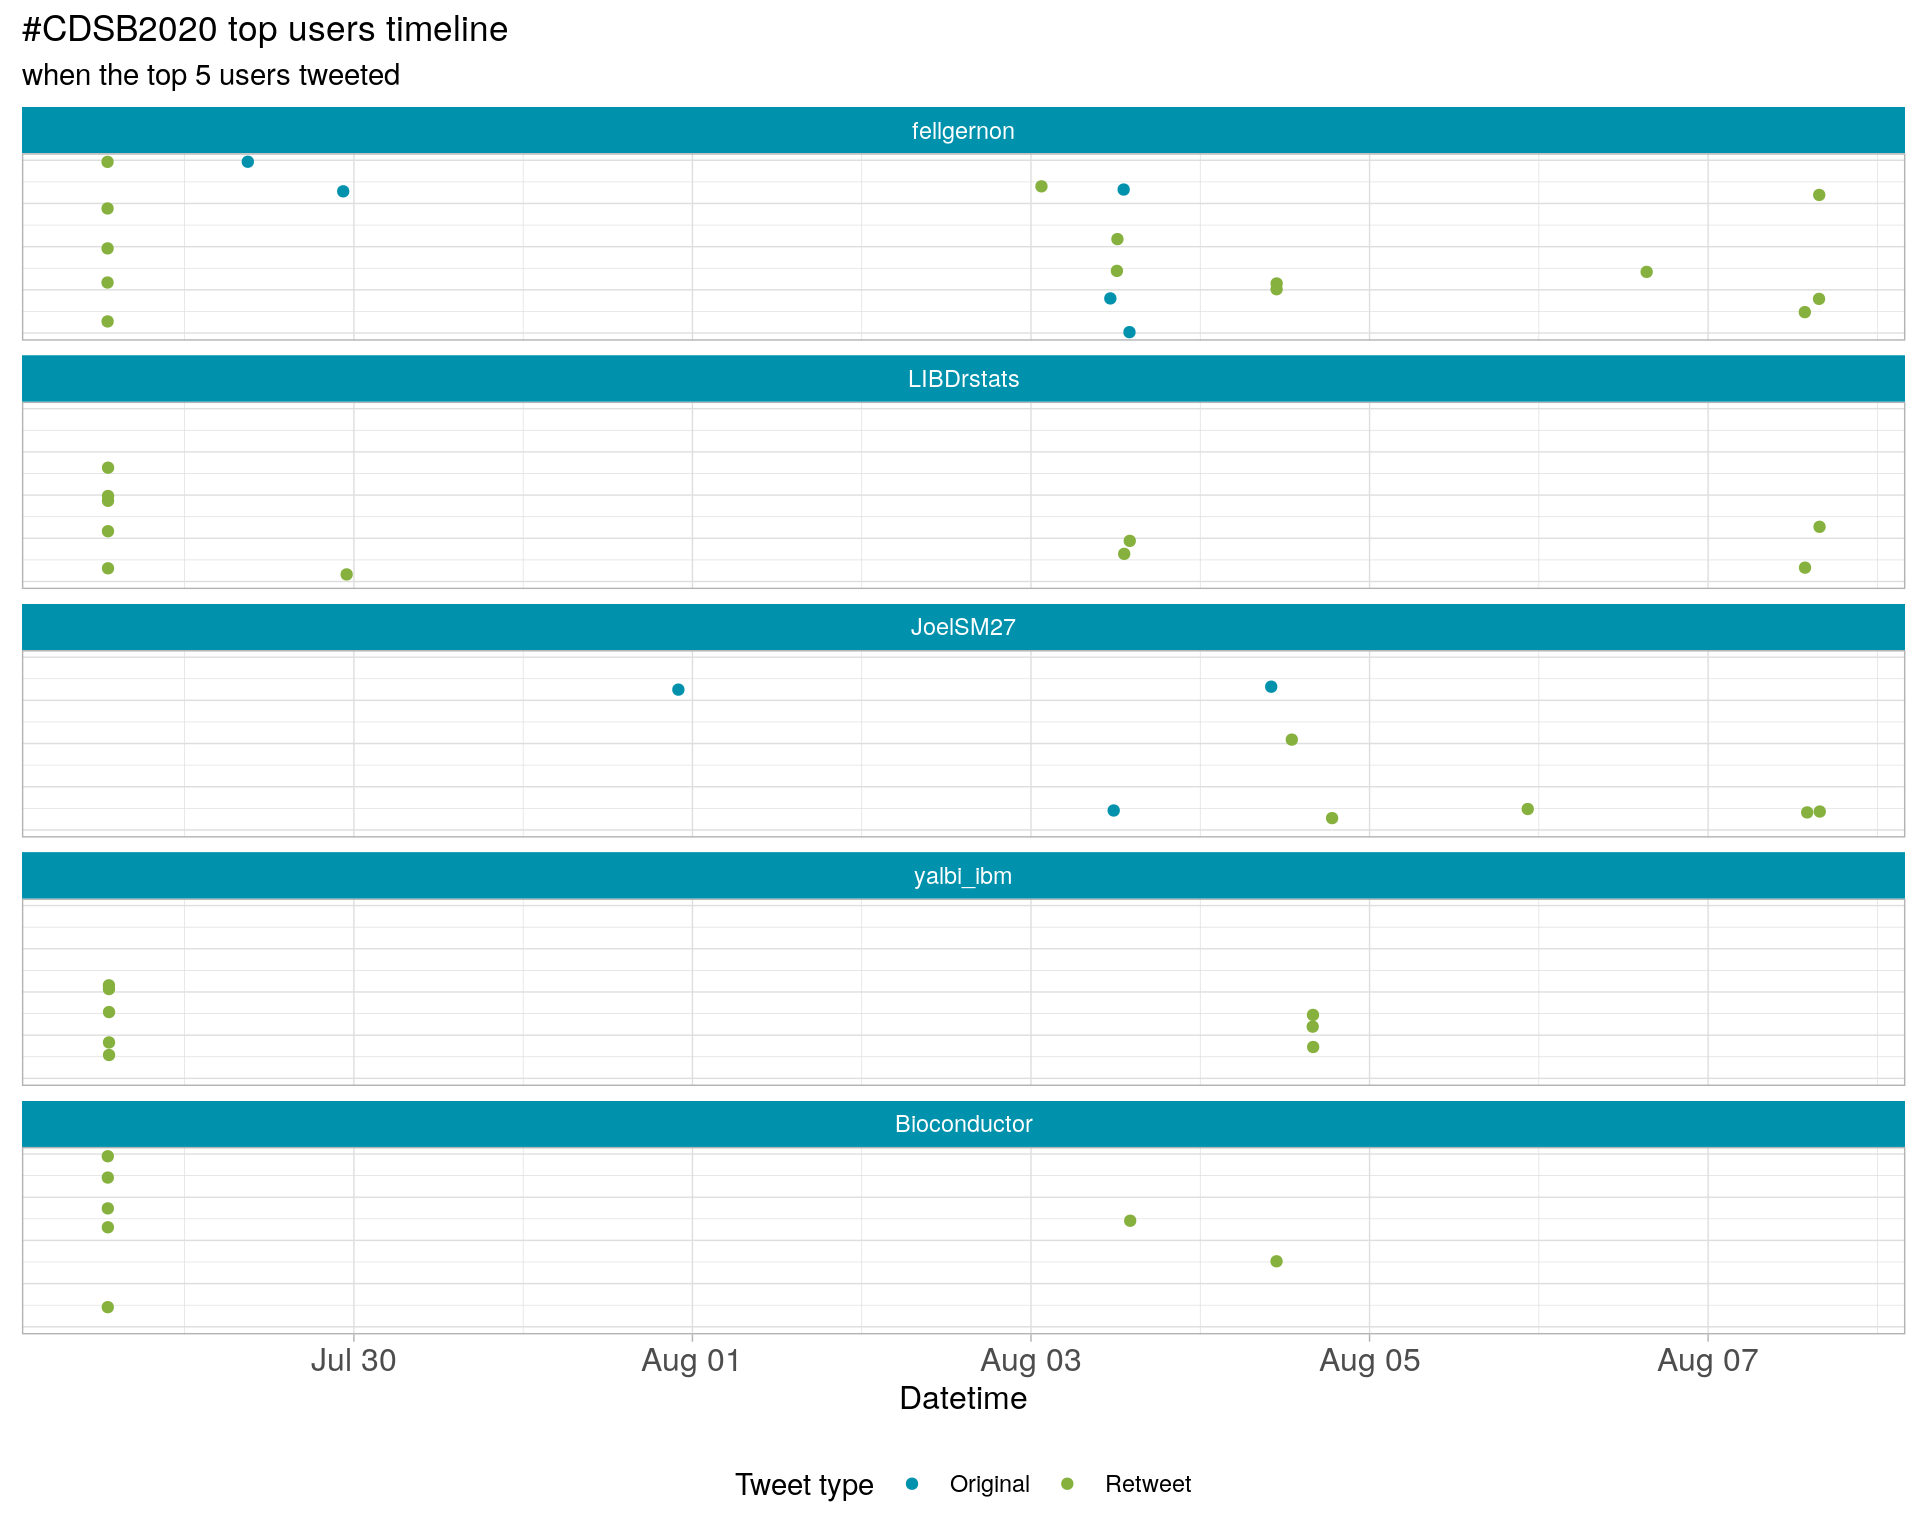 #CDSB2020 top users timeline
when the top 5 users tweeted
fellgernon
LIBDrstats
JoelSM27
yalbi_ibm
Bioconductor
Jul 30 Aug 01 Aug 03 Aug 05 Aug 07
Datetime
Tweet type Original Retweet